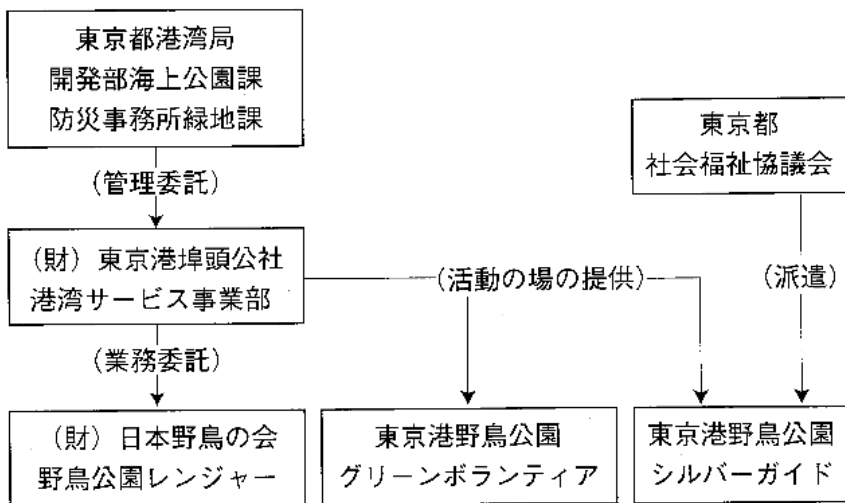 東京都港湾局
開発部海上公園課
防災事務所緑地課
東京都
社会福祉協議会
(管理委託)
(財)東京港埠頭公社
港湾サービス事業部
(活動の場の提供)
(派遣)
(業務委託)
(財)日本野鳥の会
野鳥公園レンジャー
東京港野鳥公園
グリーンボランティア
東京港野鳥公園
シルバーガイド